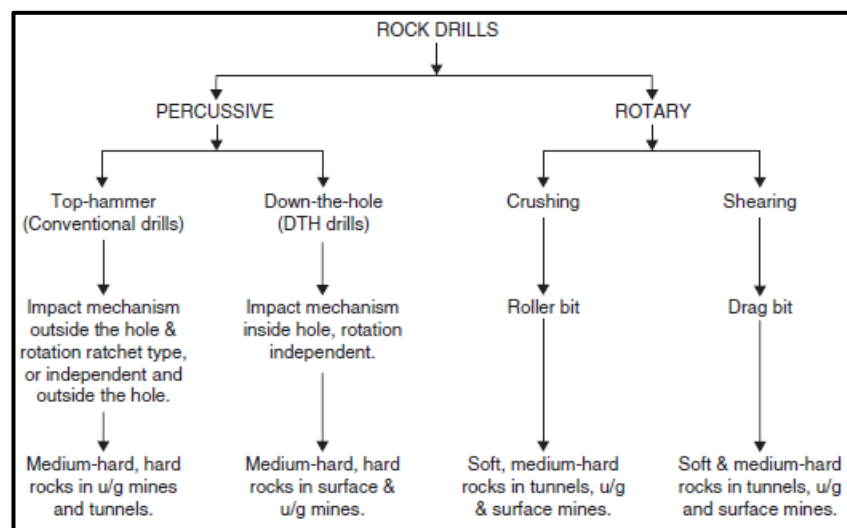 ROCK DRILLS
PERCUSSIVE
ROTARY
Top-hammer
(Conventional drills)
Down-the-hole
(DTH drills)
Crushing
Shearing
Impact mechanism
outside the hole &
rotation ratchet type,
or independent and
outside the hole.
Impact mechanism
inside hole, rotation
independent.
Roller bit
Drag bit
Medium-hard, hard
rocks in u/g mines
and tunnels.
Medium-hard, hard
rocks in surface &
u/g mines.
Soft, medium-hard
rocks in tunnels, u/g
& surface mines.
Soft & medium-hard
rocks in tunnels, u/g
and surface mines.